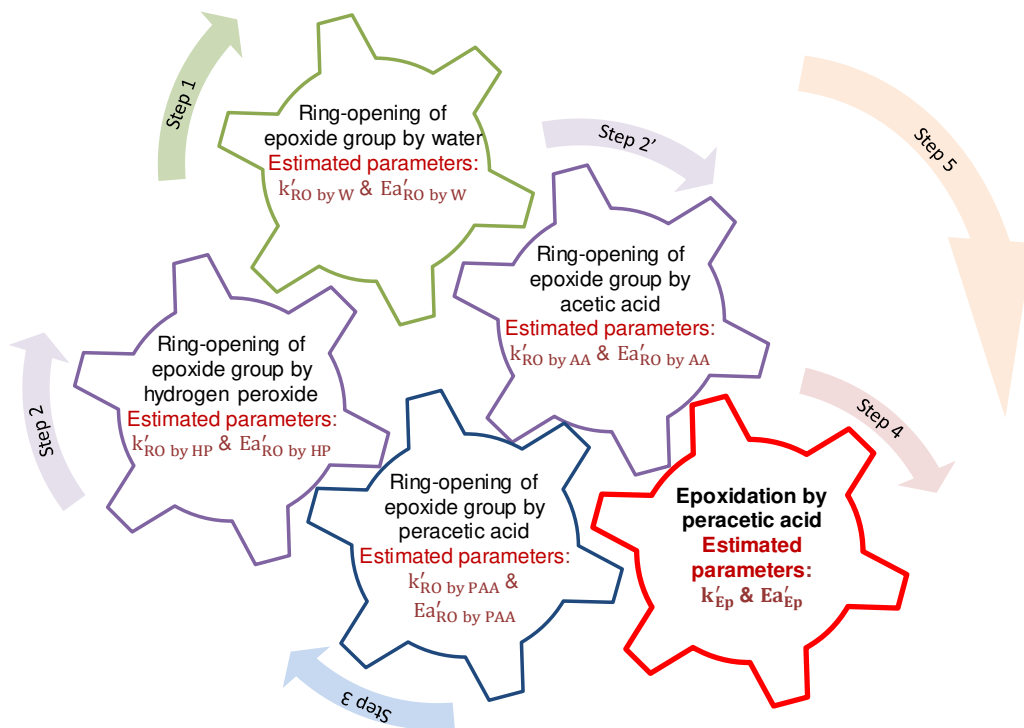 Step 1
Ring-opening of
epoxide group by water
Estimated parameters:
k′RO by W & Ea′RO by W
Step 2'
Ring-opening of
epoxide group by
acetic acid
Estimated parameters:
k′RO by AA & Ea′RO by AA
Step 5
Step 2
Ring-opening of
epoxide group by
hydrogen peroxide
Estimated parameters:
k′RO by HP & Ea′RO by HP
Step 3
Ring-opening of
epoxide group by
peracetic acid
Estimated parameters:
k′RO by PAA &
Ea′RO by PAA
Step 4
Epoxidation by
peracetic acid
Estimated
parameters:
k′Ep & Ea′Ep